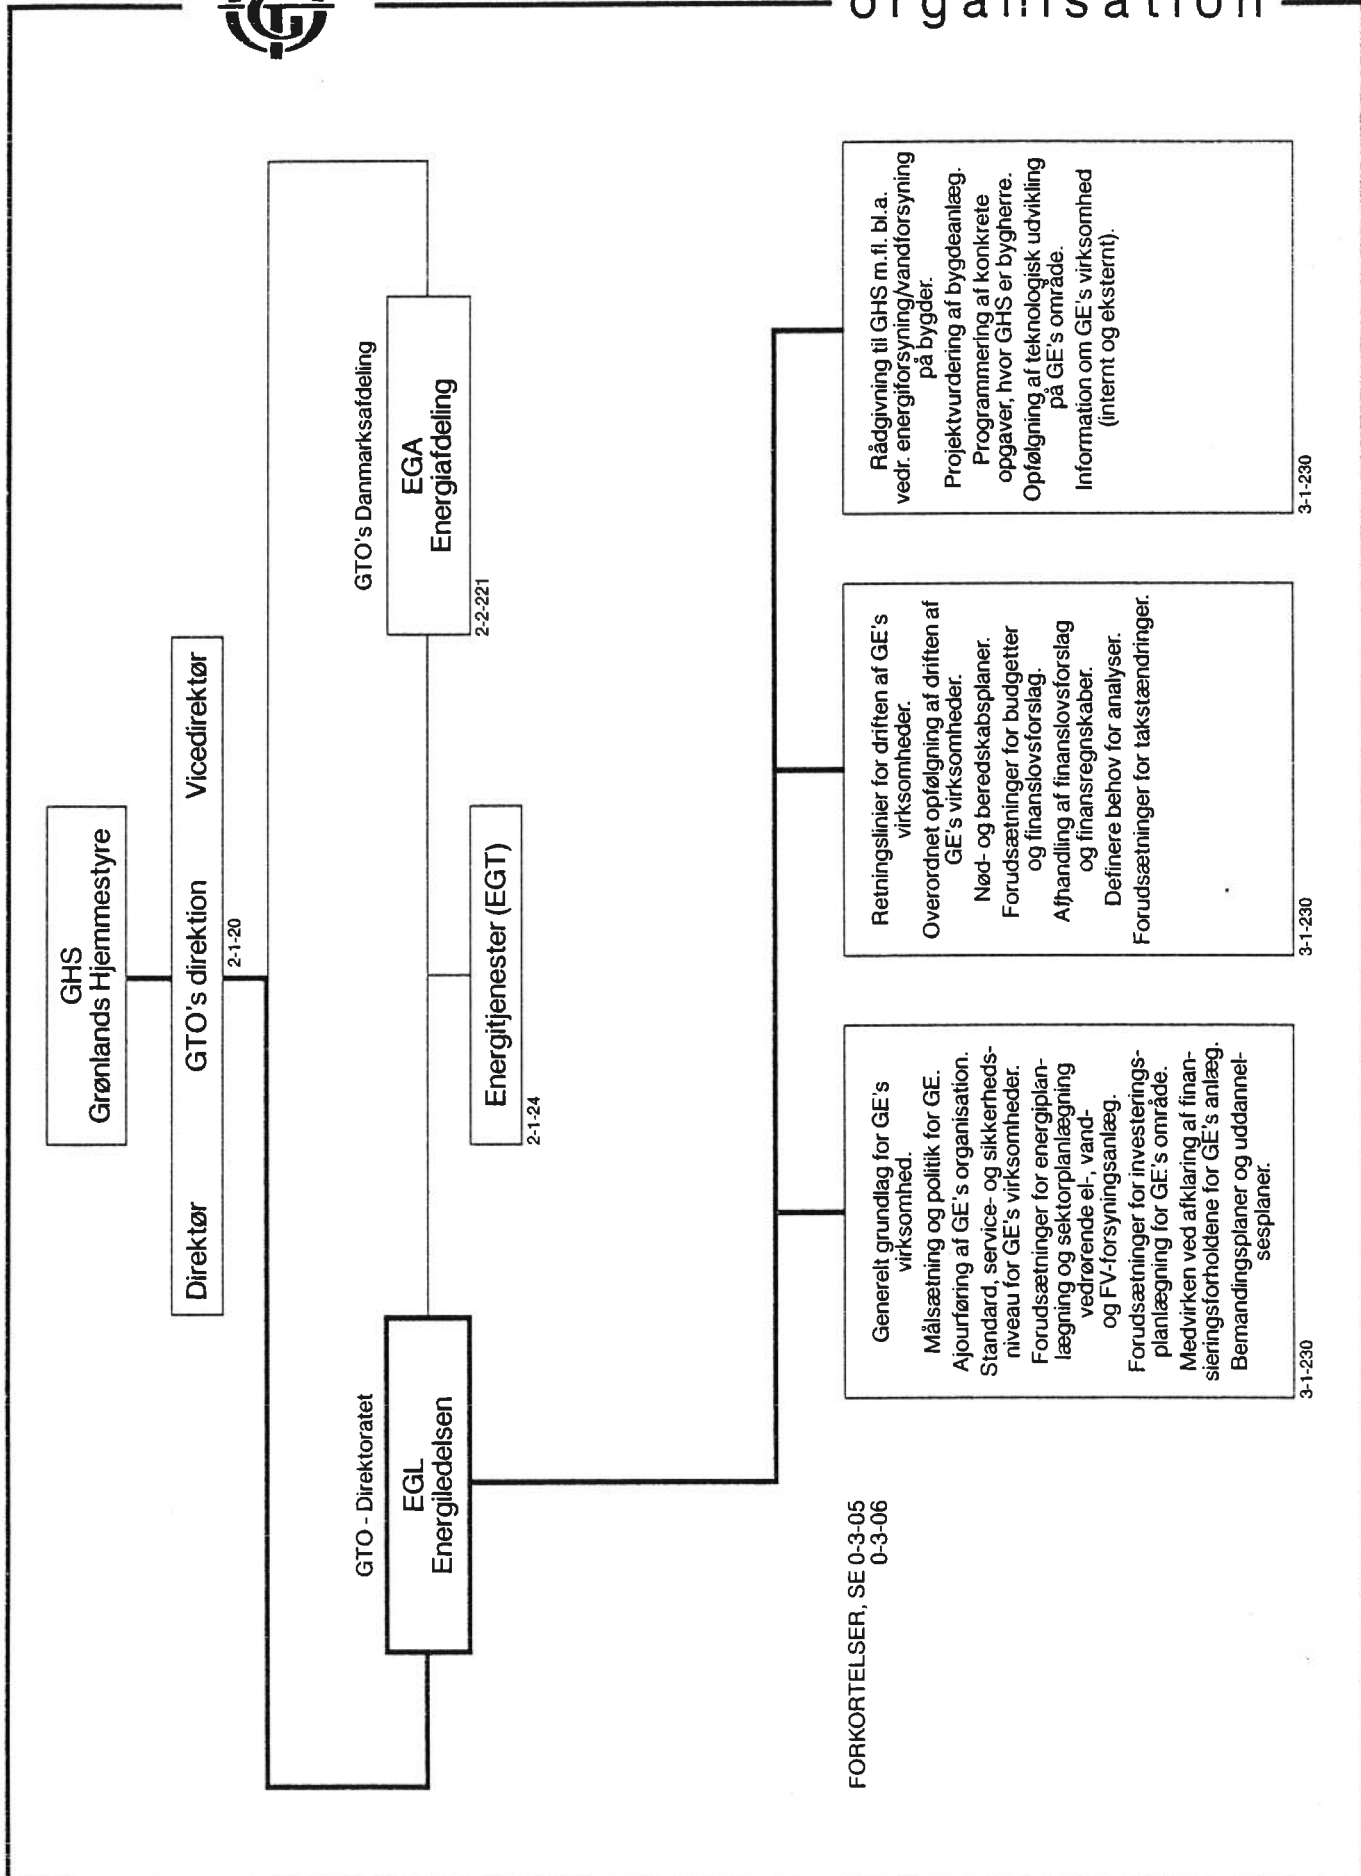 organisation
GHS
Grønlands Hjemmestyre
Direktør GTO's direktion Vicedirektør
2-1-20
GTO - Direktoratet
EGL
Energiledelsen
GTO's Danmarksafdeling
EGA
Energiafdeling
2-2-221
Energitjenester (EGT)
2-1-24
FORKORTELSER, SE 0-3-05
0-3-06
Generelt grundlag for GE's
virksomhed.
Målsætning og politik for GE.
Ajourføring af GE's organisation.
Standard, service- og sikkerheds-
niveau for GE's virksomheder.
Forudsætninger for energiplan-
lægning og sektorplanlægning
vedrørende el-, vand-
og FV-forsyningsanlæg.
Forudsætninger for investerings-
planlægning for GE's område.
Medvirken ved afklaring af finan-
sieringsforholdene for GE's anlæg.
Bemandingsplaner og uddannel-
sesplaner.
3-1-230
Retningslinier for driften af GE's
virksomheder.
Overordnet opfølgning af driften af
GE's virksomheder.
Nød- og beredskabsplaner.
Forudsætninger for budgetter
og finanslovsforslag.
Afhandling af finanslovsforslag
og finansregnskaber.
Definere behov for analyser.
Forudsætninger for takstændringer.
3-1-230
Rådgivning til GHS m.fl. bl.a.
vedr. energiforsyning/vandforsyning
på bygder.
Projektvurdering af bygdeanlæg.
Programmering af konkrete
opgaver, hvor GHS er bygherre.
Opfølgning af teknologisk udvikling
på GE's område.
Information om GE's virksomhed
(internt og eksternt).
3-1-230